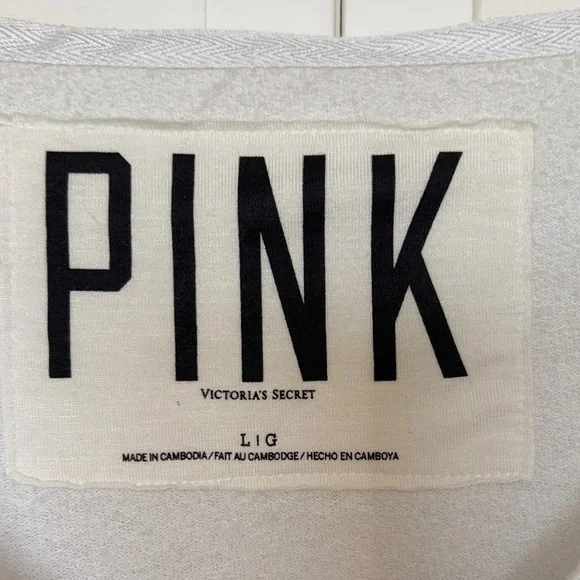 PINK
VICTORIA'S SECRET
L | G
MADE IN CAMBODIA / FAIT AU CAMBODGE / HECHO EN CAMBOYA